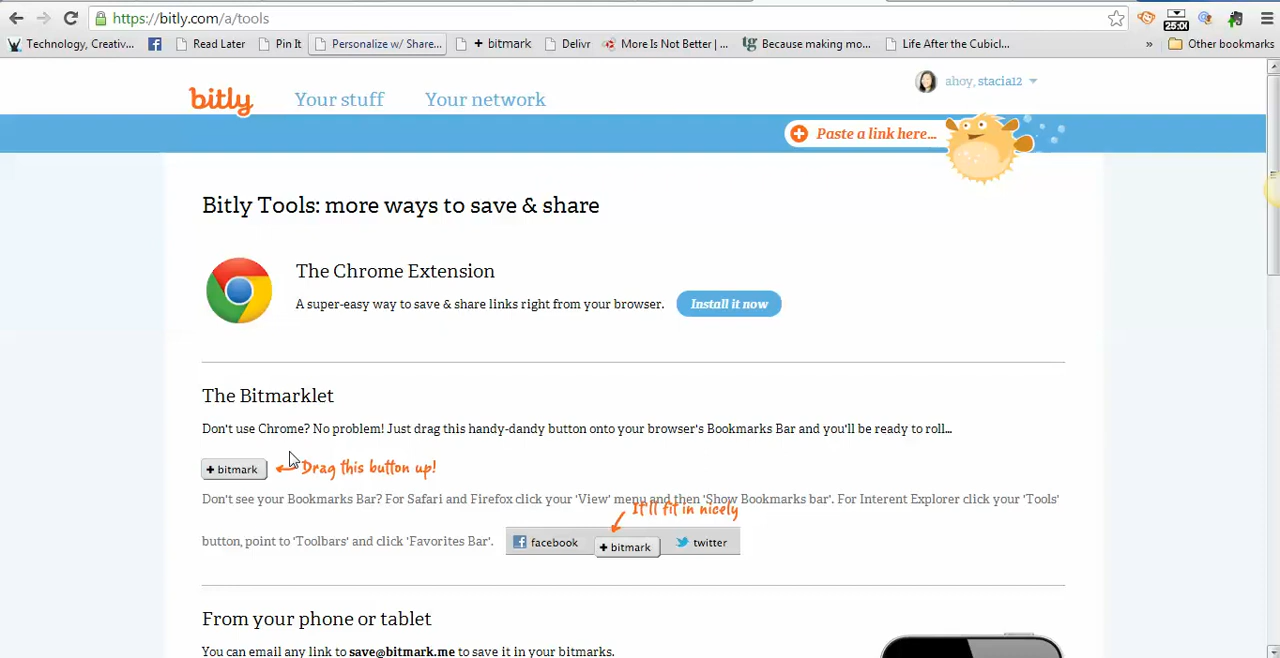 https://bitly.com/a/tools
25:0
Technology, Creativ... Read Later Pin It Personalize w/ Share... + bitmark Delivr More Is Not Better | ... tg Because making mo... Life After the Cubicl... » Other bookmarks
bitly Your stuff Your network ahoy, stacia12
Paste a link here...
Bitly Tools: more ways to save & share
The Chrome Extension
A super-easy way to save & share links right from your browser. Install it now
The Bitmarklet
Don't use Chrome? No problem! Just drag this handy-dandy button onto your browser's Bookmarks Bar and you'll be ready to roll...
+ bitmark Drag this button up!
Don't see your Bookmarks Bar? For Safari and Firefox click your 'View' menu and then 'Show Bookmarks bar'. For Interent Explorer click your 'Tools'
It'll fit in nicely
button, point to 'Toolbars' and click 'Favorites Bar'. facebook + bitmark twitter
From your phone or tablet
You can email any link to save@bitmark.me to save it in your bitmarks.